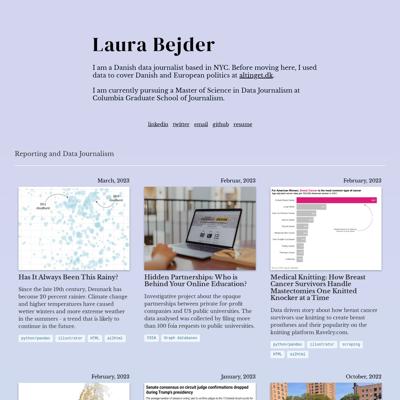 Laura Bejder
I am a Danish data journalist based in NYC. Before moving here, I used
data to cover Danish and European politics at altinget.dk.
I am currently pursuing a Master of Science in Data Journalism at
Columbia Graduate School of Journalism.
linkedin twitter email github resume
Reporting and Data Journalism
March, 2023
Has It Always Been This Rainy?
Since the late 19th century, Denmark has
become 20 percent rainier. Climate change
and higher temperatures have caused
wetter winters and more extreme weather
in the summers - a trend that is likely to
continue in the future.
python/pandas illustrator
HTML ai2html
Februar, 2023
Hidden Partnerships: Who is
Behind Your Online Education?
Investigative project about the opaque
partnerships between private for-profit
companies and US public universities. The
data analysed was collected by filing more
than 100 foia requests to public universities.
FOIA Graph databases
February, 2023
Medical Knitting: How Breast
Cancer Survivors Handle
Mastectomies One Knitted
Knocker at a Time
Data driven story about how breast cancer
survivors use knitting to create breast
prostheses and their popularity on the
knitting platform Ravelry.com.
python/pandas illustrator scraping
HTML ai2html
February, 2023
Senate consensus on circuit judge confirmations dropped
during Trump's presidency
March, 2022
October, 2022